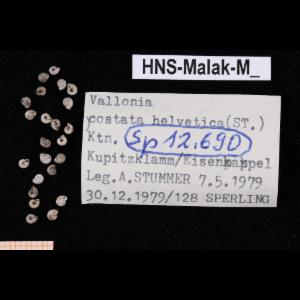 HNS-Malak-M_
Vallonia
costata helvetica(ST.)
Ktn. Sp 12.690
Kupitzklamm/Eisenkappel
Leg.A.STUMMER 7.5.1979
30.12.1979/128 SPERLING